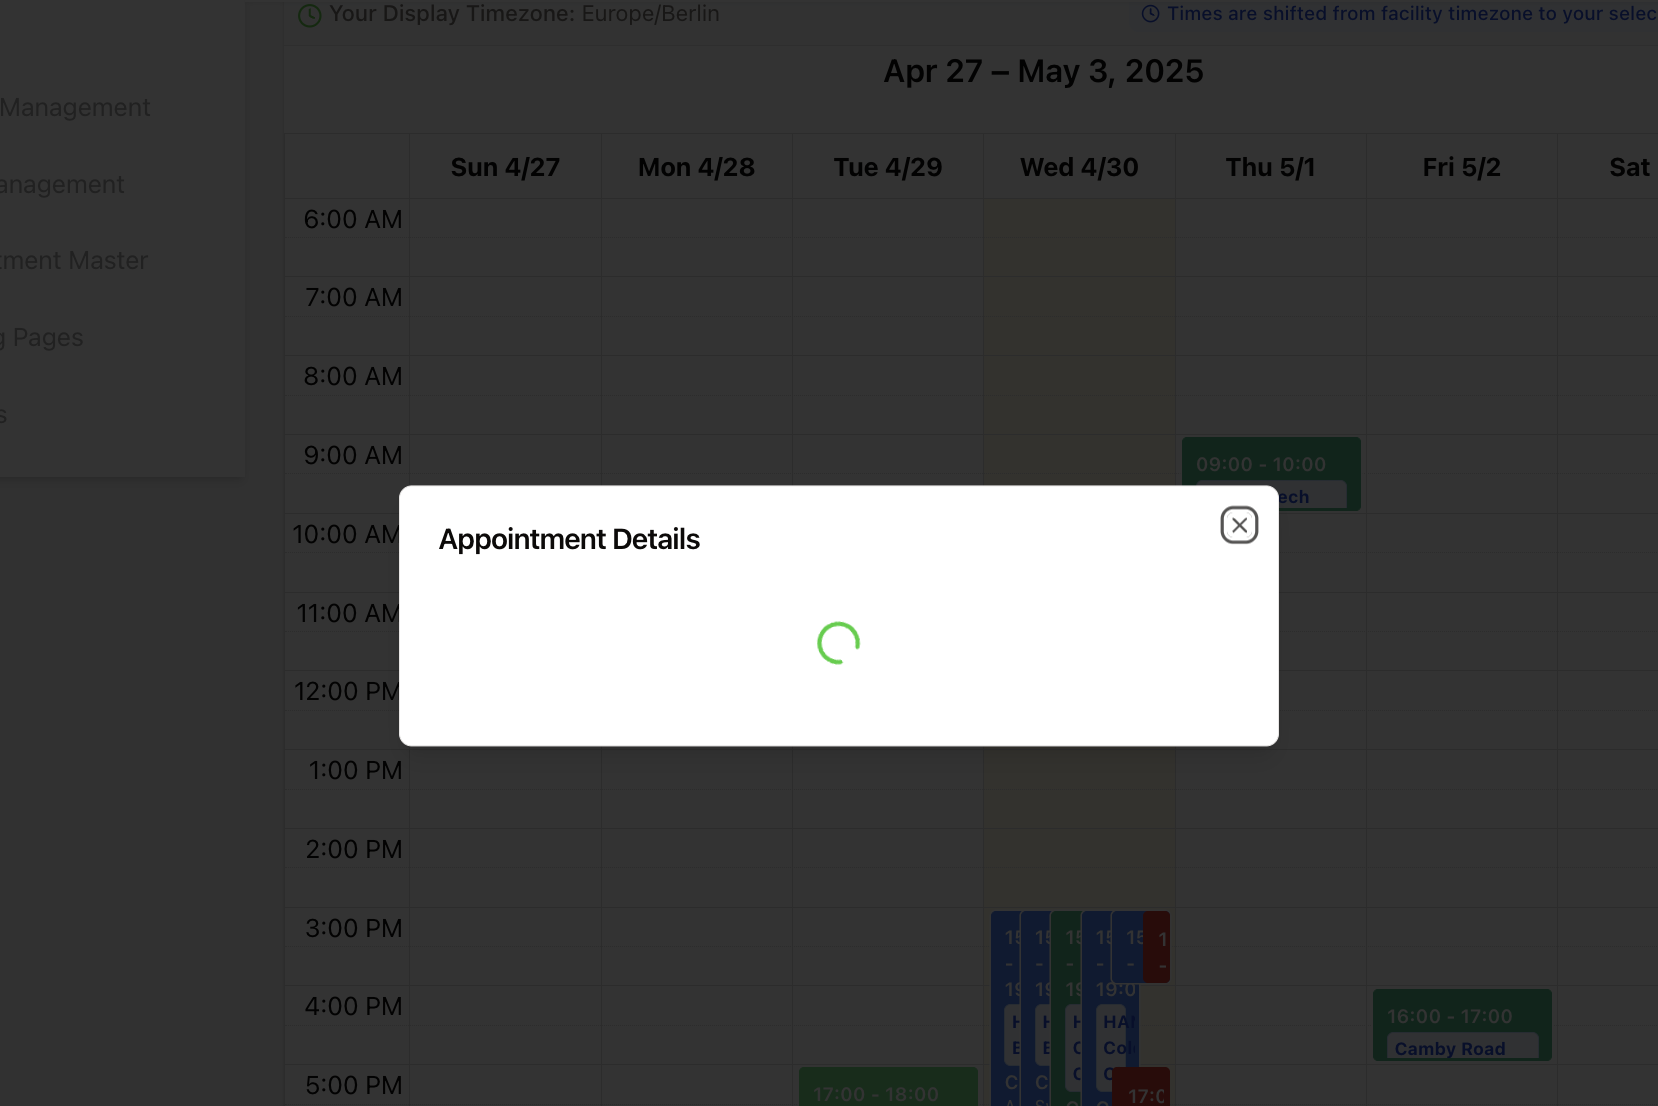 Your Display Timezone: Europe/Berlin
Times are shifted from facility timezone to your selec
Apr 27 – May 3, 2025
Management
anagement
tment Master
g Pages
s
Sun 4/27
Mon 4/28
Tue 4/29
Wed 4/30
Thu 5/1
Fri 5/2
Sat
6:00 AM
7:00 AM
8:00 AM
9:00 AM
09:00 - 10:00
ech
Appointment Details
10:00 AM
11:00 AM
12:00 PM
1:00 PM
2:00 PM
3:00 PM
15 15 15 15 15 1
- - - - - -
19 19 19 19:0
4:00 PM
H H H HA
E E C Col
C
C C
16:00 - 17:00
Camby Road
5:00 PM
17:00 - 18:00
17:0